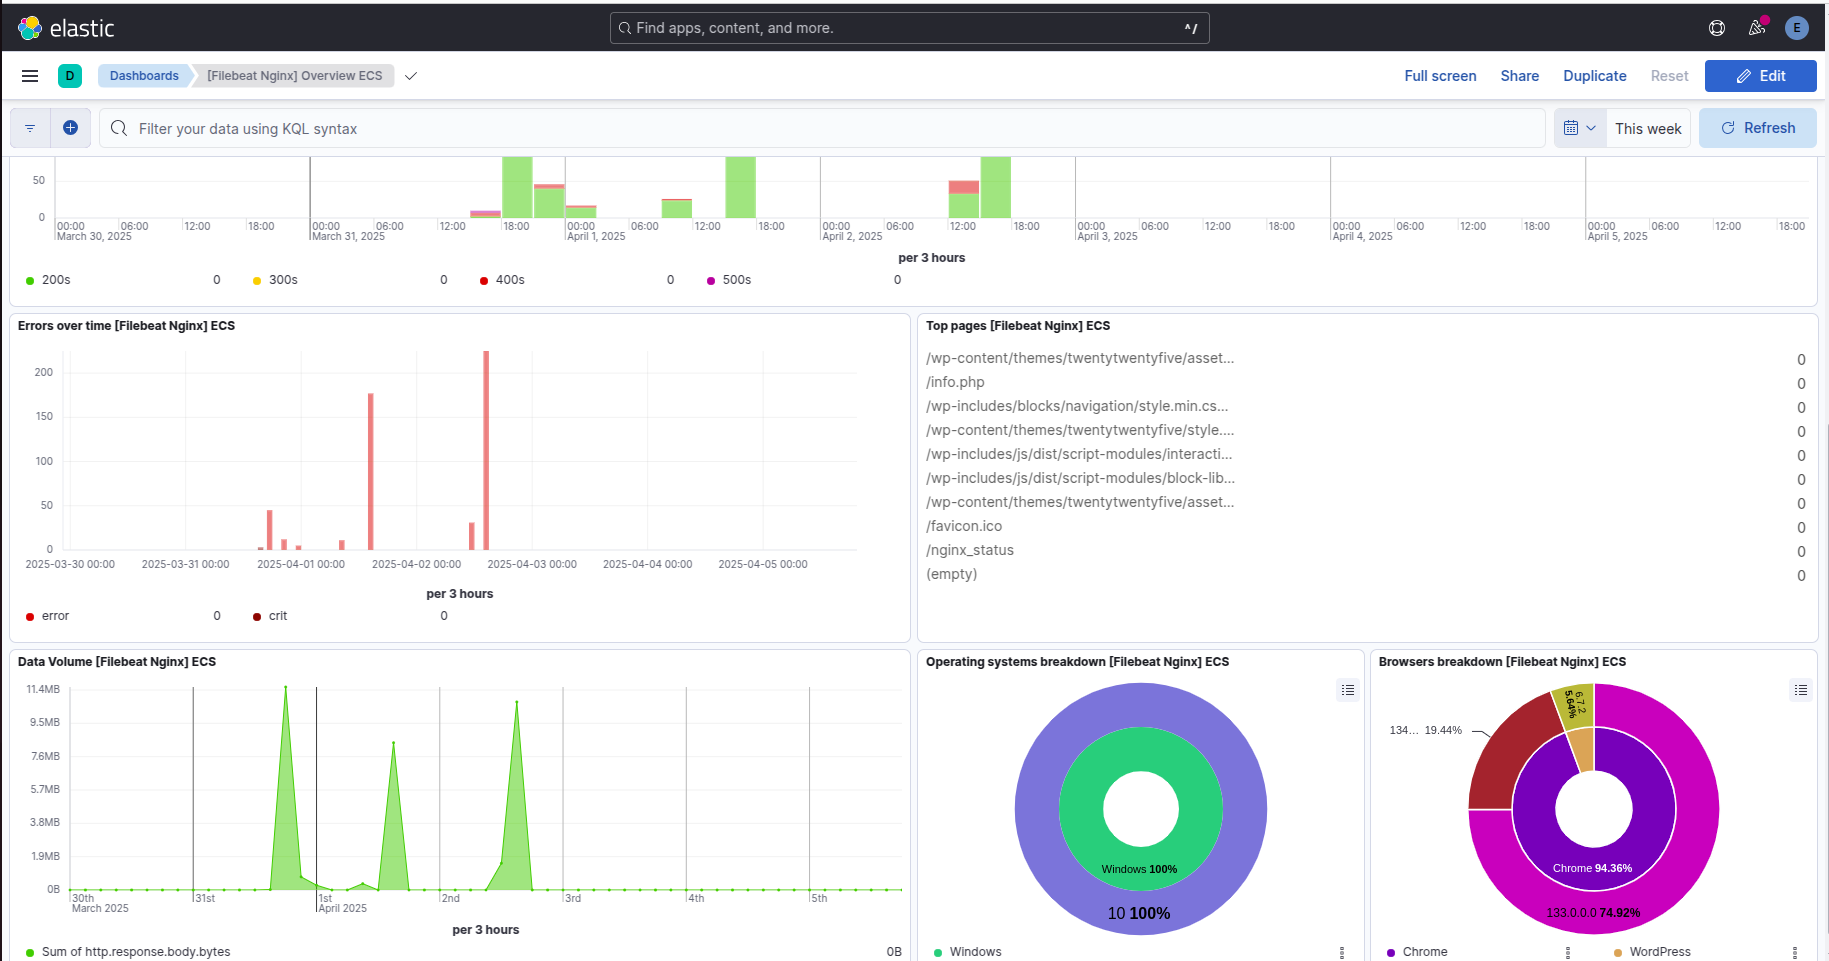 elastic
Find apps, content, and more.
^/
E
D
Dashboards
[Filebeat Nginx] Overview ECS
Full screen
Share
Duplicate
Reset
Edit
Filter your data using KQL syntax
This week
Refresh
50
0
00:00 06:00 12:00 18:00 00:00 06:00 12:00 18:00 00:00 06:00 12:00 18:00 00:00 06:00 12:00 18:00 00:00 06:00 12:00 18:00 00:00 06:00 12:00 18:00 00:00 06:00 12:00 18:00
March 30, 2025 March 31, 2025 April 1, 2025 April 2, 2025 April 3, 2025 April 4, 2025 April 5, 2025
per 3 hours
200s 0 300s 0 400s 0 500s 0
Errors over time [Filebeat Nginx] ECS
200
150
100
50
0
2025-03-30 00:00 2025-03-31 00:00 2025-04-01 00:00 2025-04-02 00:00 2025-04-03 00:00 2025-04-04 00:00 2025-04-05 00:00
per 3 hours
error 0 crit 0
Top pages [Filebeat Nginx] ECS
/wp-content/themes/twentytwentyfive/asset... 0
/info.php 0
/wp-includes/blocks/navigation/style.min.cs... 0
/wp-content/themes/twentytwentyfive/style.... 0
/wp-includes/js/dist/script-modules/interacti... 0
/wp-includes/js/dist/script-modules/block-lib... 0
/wp-content/themes/twentytwentyfive/asset... 0
/favicon.ico 0
/nginx_status 0
(empty) 0
Data Volume [Filebeat Nginx] ECS
11.4MB
9.5MB
7.6MB
5.7MB
3.8MB
1.9MB
0B
30th 31st 1st 2nd 3rd 4th 5th
March 2025 April 2025
per 3 hours
Sum of http.response.body.bytes 0B
Operating systems breakdown [Filebeat Nginx] ECS
Windows 100%
10 100%
Windows
Browsers breakdown [Filebeat Nginx] ECS
6.7.2
5.64%
134... 19.44%
Chrome 94.36%
133.0.0.0 74.92%
Chrome
WordPress